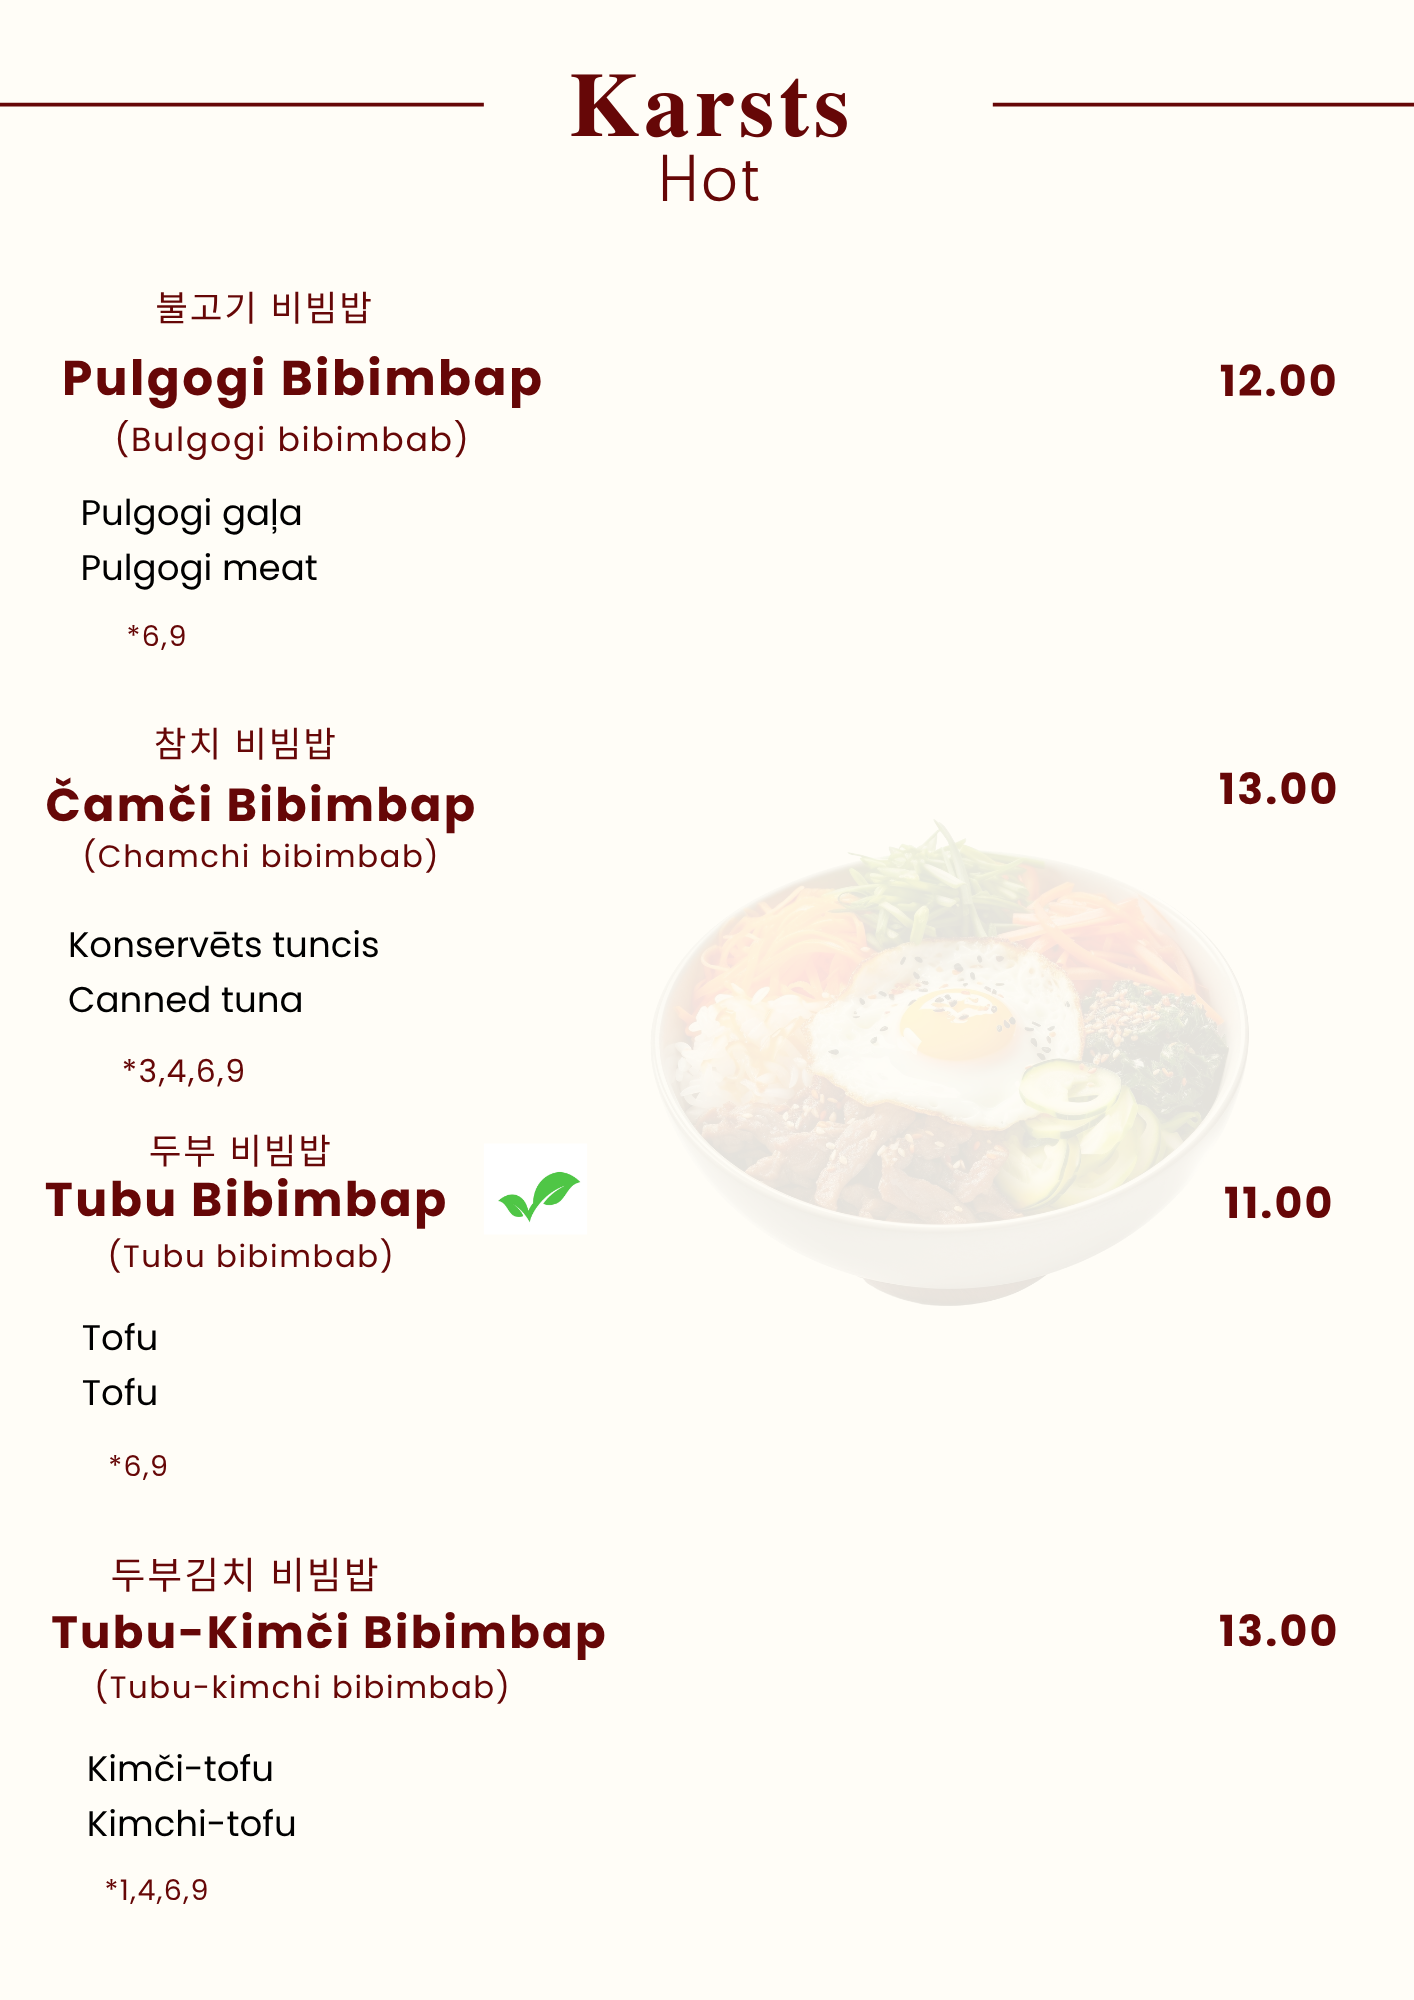 Karsts
Hot
불고기 비빔밥
Pulgogi Bibimbap
12.00
(Bulgogi bibimbab)
Pulgogi gaļa
Pulgogi meat
*6,9
참치 비빔밥
Čamči Bibimbap
13.00
(Chamchi bibimbab)
Konservēts tuncis
Canned tuna
*3,4,6,9
두부 비빔밥
Tubu Bibimbap
11.00
(Tubu bibimbab)
Tofu
Tofu
*6,9
두부김치 비빔밥
Tubu-Kimči Bibimbap
13.00
(Tubu-kimchi bibimbab)
Kimči-tofu
Kimchi-tofu
*1,4,6,9